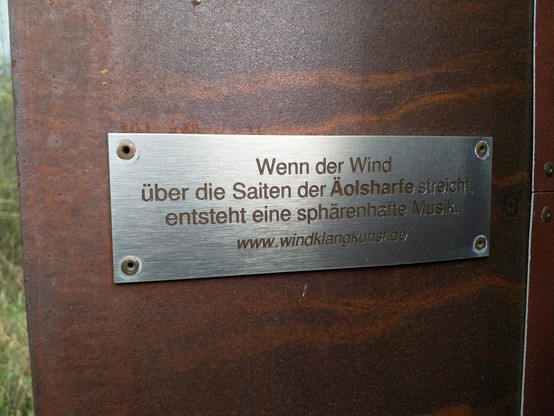 Wenn der Wind
über die Saiten der Äolsharfe streicht,
entsteht eine sphärenhafte Musik.
www.windklangkunst.de